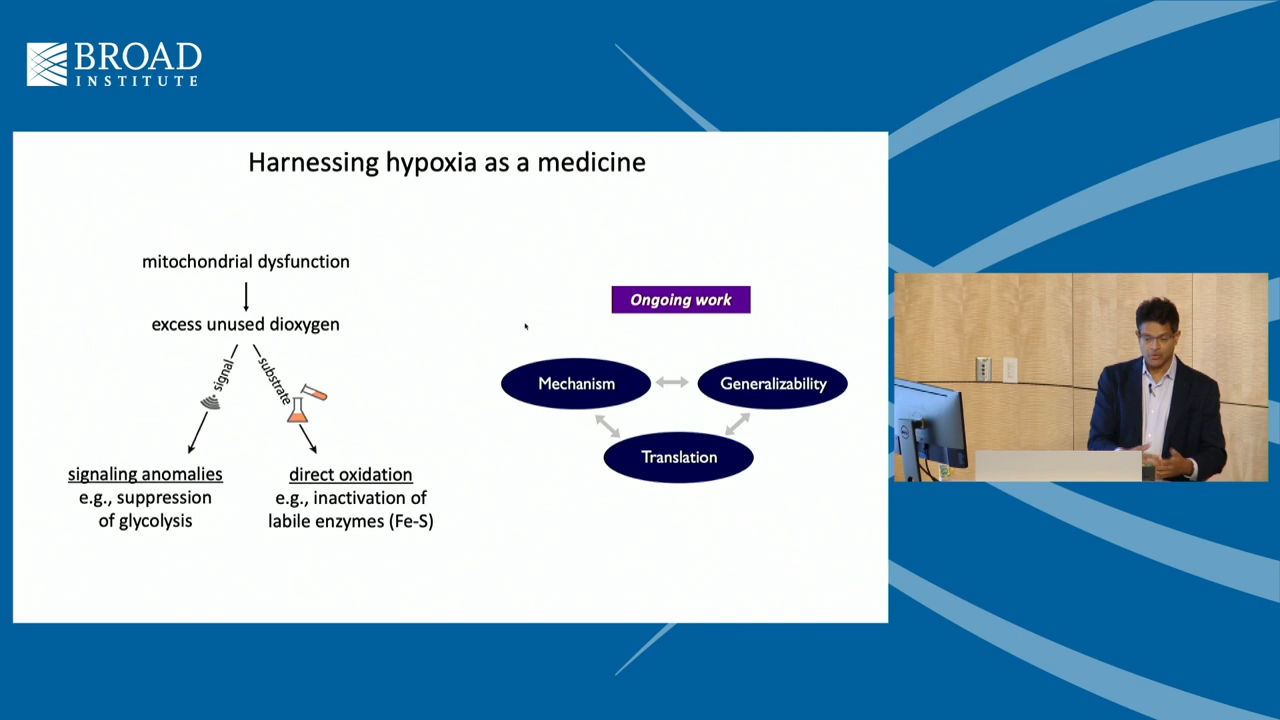 BROAD
INSTITUTE
Harnessing hypoxia as a medicine
mitochondrial dysfunction
excess unused dioxygen
signal
substrate
signaling anomalies
e.g., suppression
of glycolysis
direct oxidation
e.g., inactivation of
labile enzymes (Fe-S)
Ongoing work
Mechanism
Generalizability
Translation